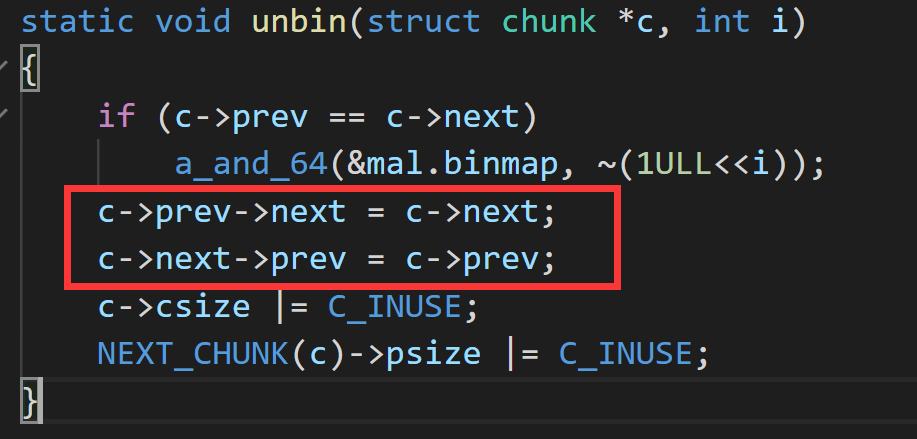 static void unbin(struct chunk *c, int i)
{
    if (c->prev == c->next)
        a_and_64(&mal.binmap, ~(1ULL<<i));
    c->prev->next = c->next;
    c->next->prev = c->prev;
    c->csize |= C_INUSE;
    NEXT_CHUNK(c)->psize |= C_INUSE;
}